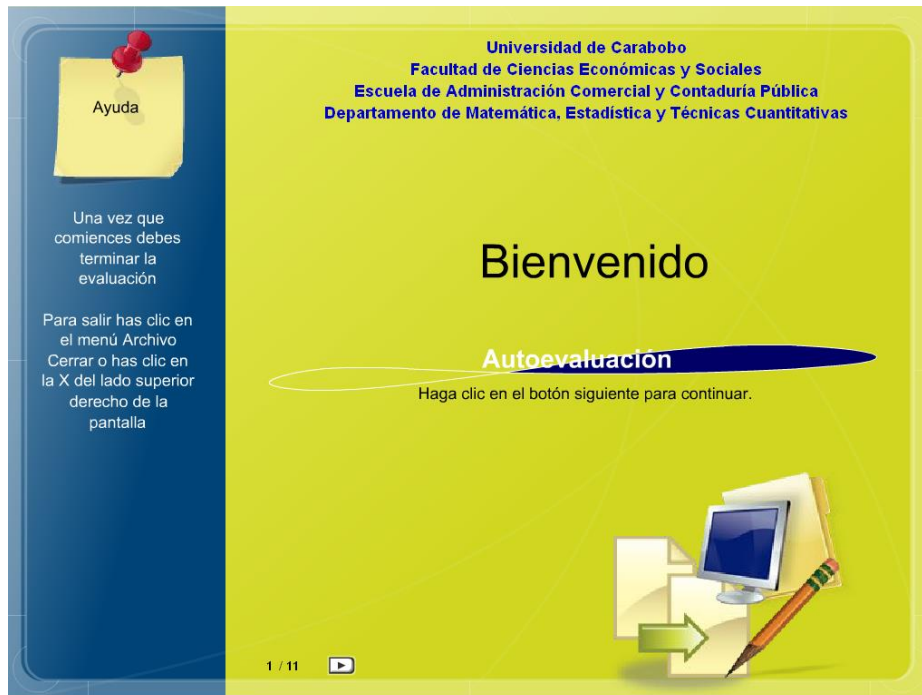 Ayuda
Una vez que
comiences debes
terminar la
evaluación
Para salir has clic en
el menú Archivo
Cerrar o has clic en
la X del lado superior
derecho de la
pantalla
Universidad de Carabobo
Facultad de Ciencias Económicas y Sociales
Escuela de Administración Comercial y Contaduría Pública
Departamento de Matemática, Estadística y Técnicas Cuantitativas
Bienvenido
Autoevaluación
Haga clic en el botón siguiente para continuar.
1 / 11